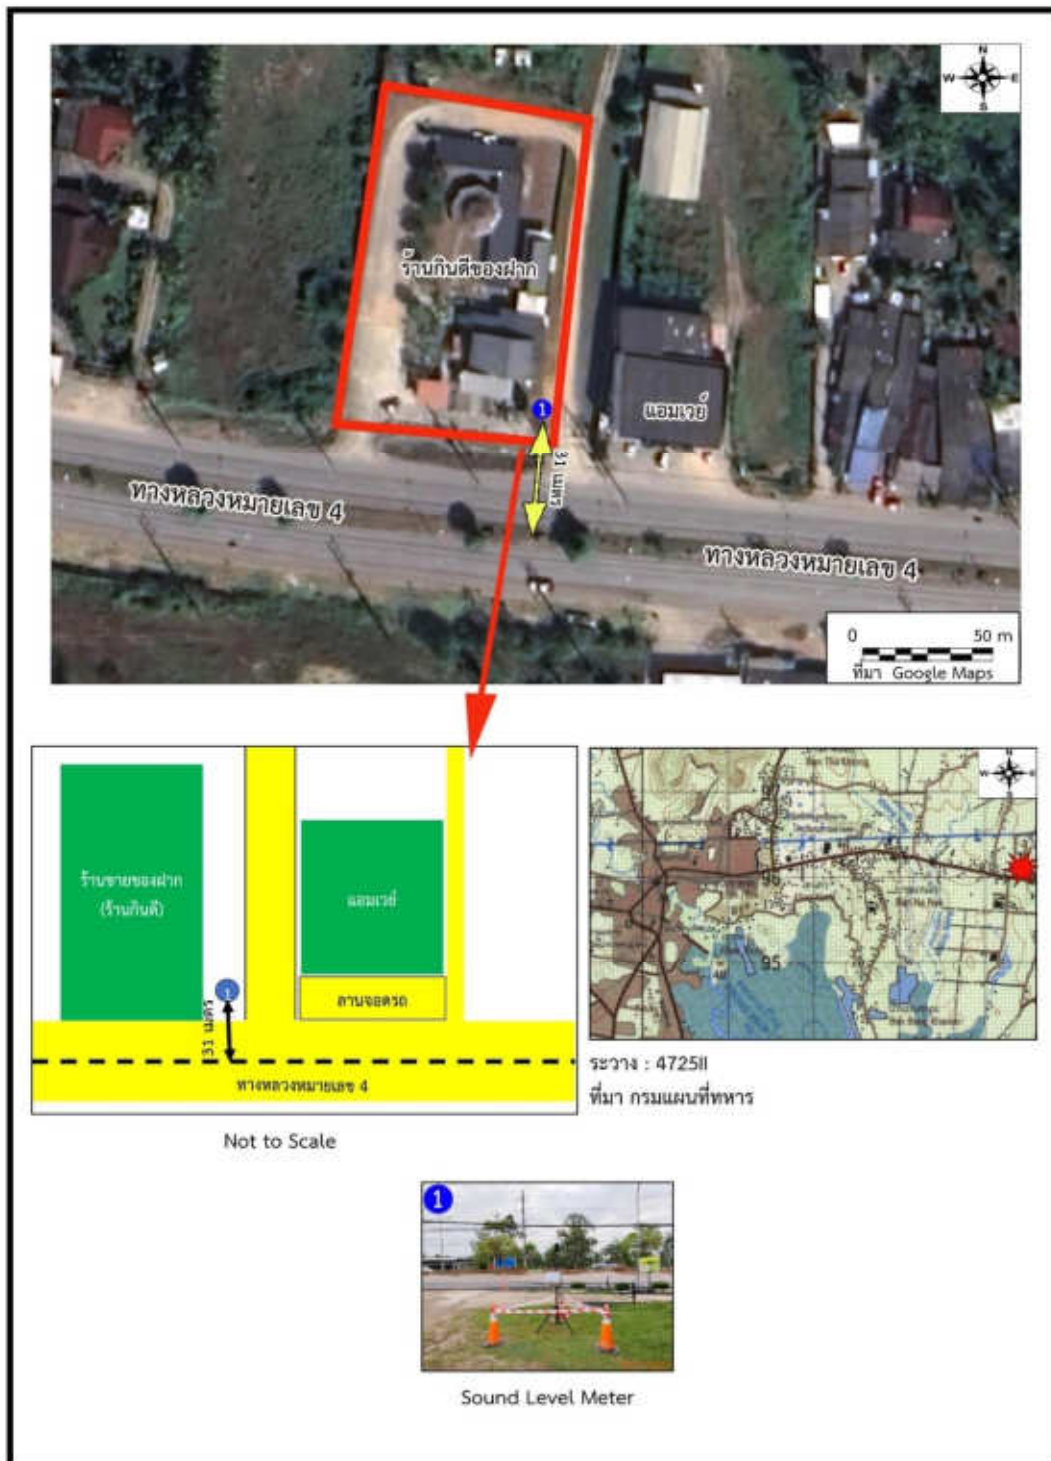 N
W E
S
ร้านกินดีของฝาก
1
แอมเวย์
31 เมตร
ทางหลวงหมายเลข 4
ทางหลวงหมายเลข 4
0 50 m
ที่มา Google Maps
ร้านขายของฝาก
(ร้านกินดี)
แอมเวย์
ลานจอดรถ
1
31 เมตร
ทางหลวงหมายเลข 4
Not to Scale
N
W E
S
95
ระวาง : 4725II
ที่มา กรมแผนที่ทหาร
1
Sound Level Meter